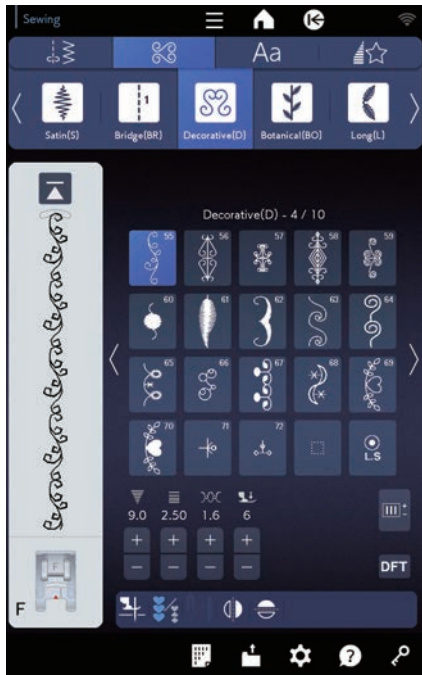 Sewing
Aa
1
Satin(S) Bridge(BR) Decorative(D) Botanical(BO) Long(L)
Decorative(D) - 4 / 10
55 56 57 58 59
60 61 62 63 64
65 66 67 68 69
70 71 72 L.S
9.0 2.50 1.6 6
+ + + +
− − − −
DFT
F
?